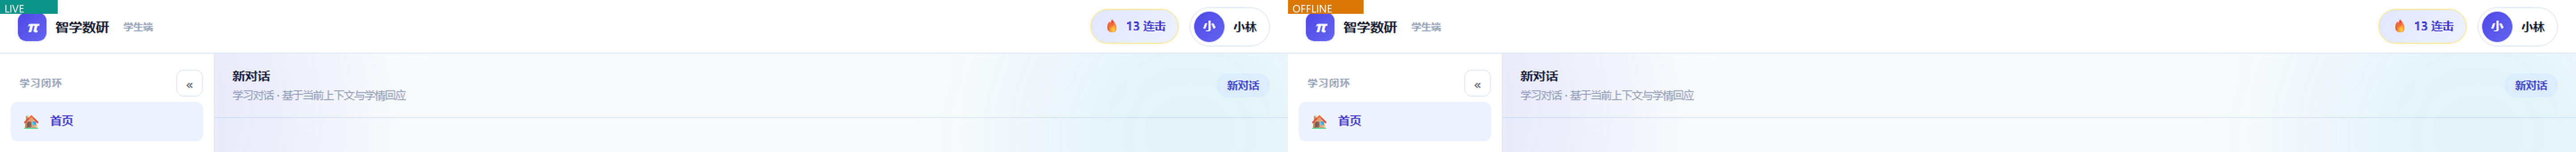 LIVE
π 智学数研 学生端 13 连击 小 小林
学习闭环 «
首页
新对话
学习对话 · 基于当前上下文与学情回应
新对话
OFFLINE
π 智学数研 学生端 13 连击 小 小林
学习闭环 «
首页
新对话
学习对话 · 基于当前上下文与学情回应
新对话